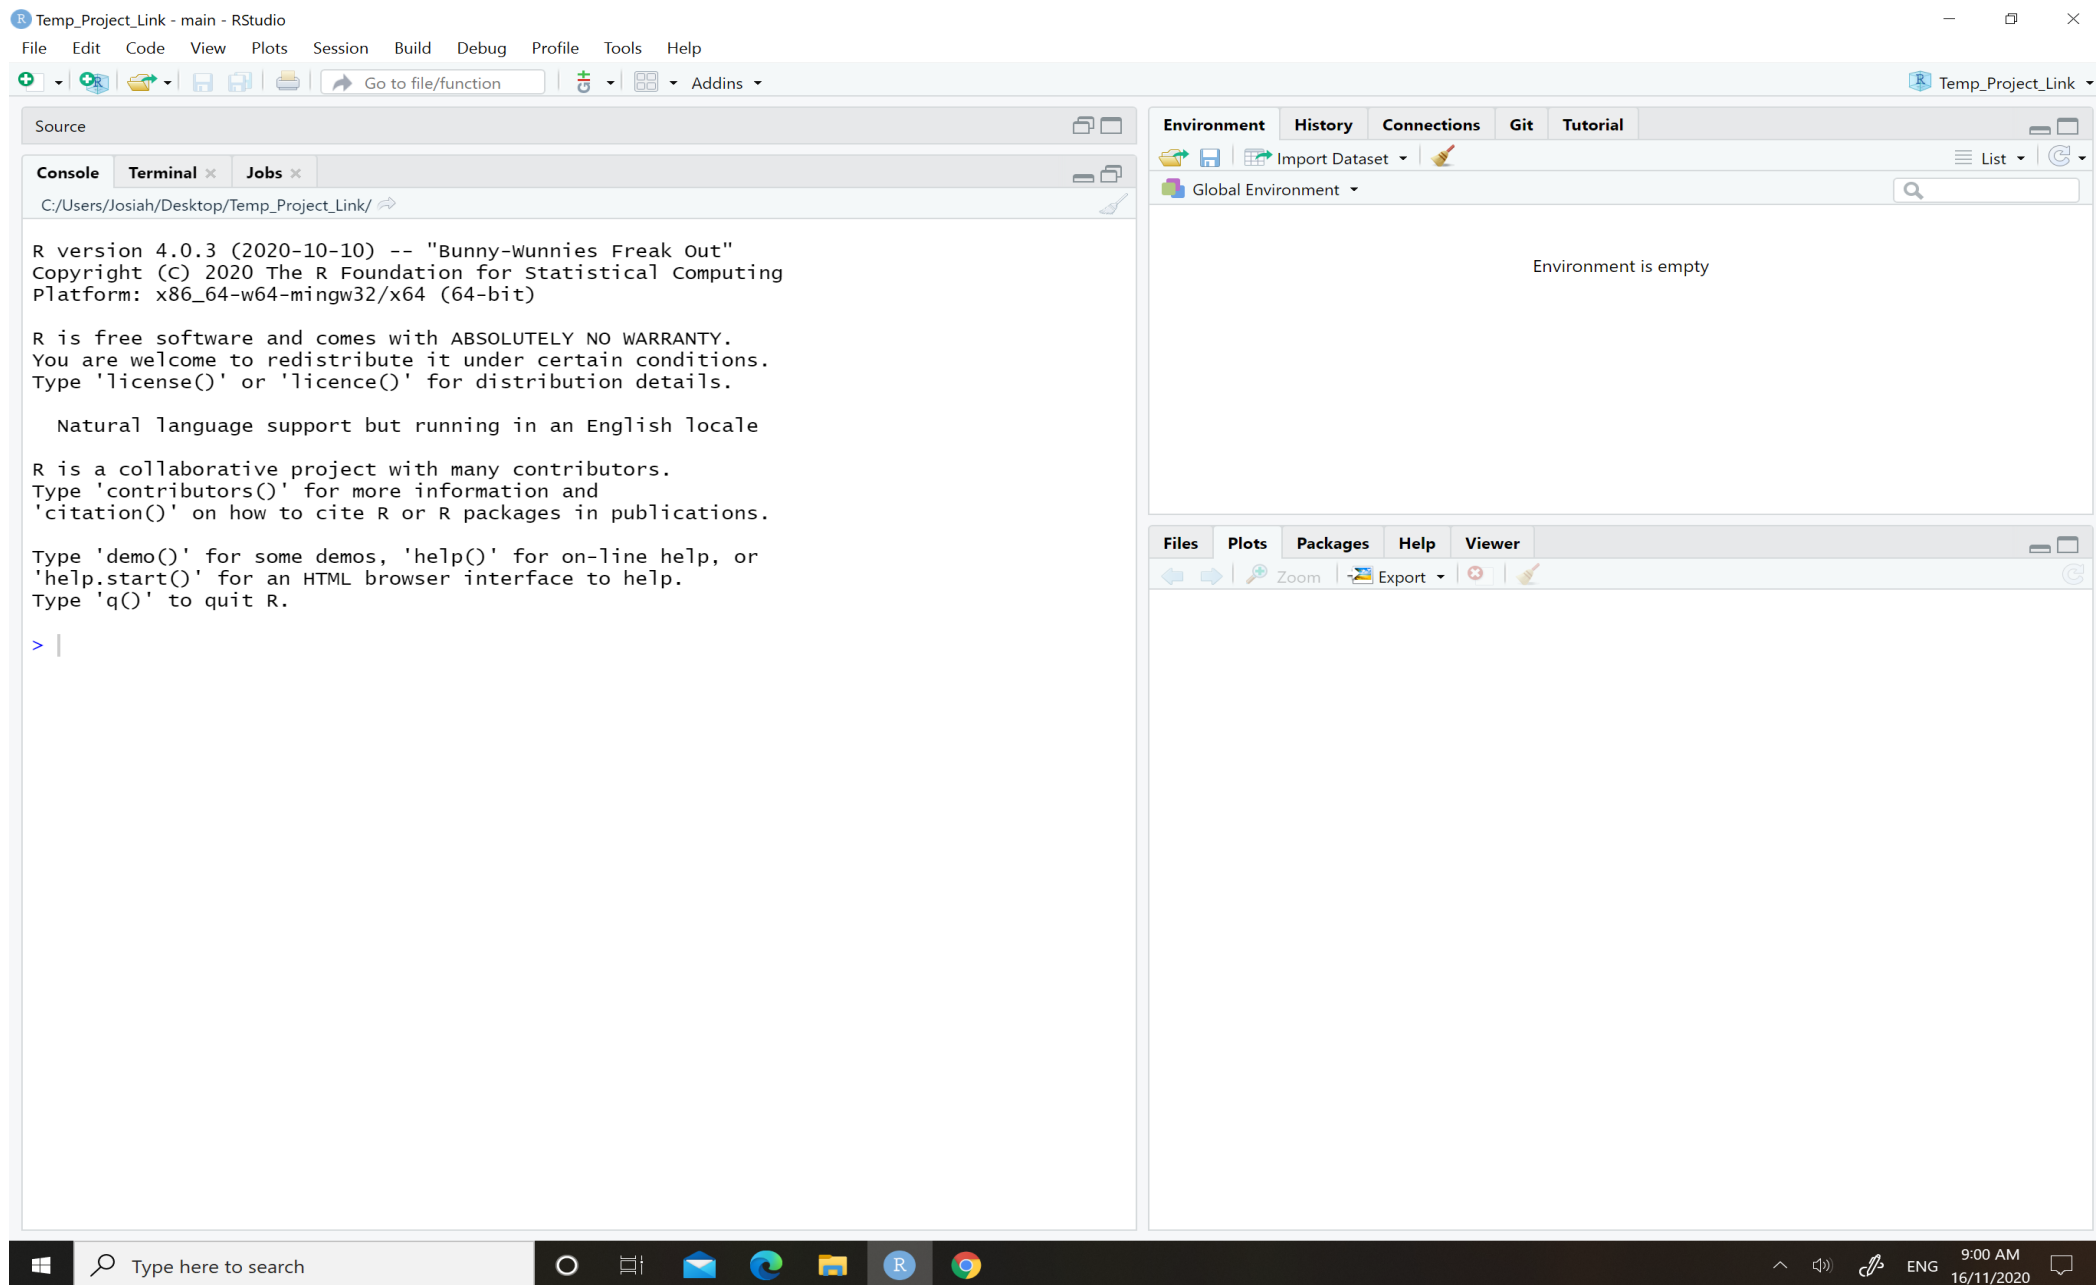 Temp_Project_Link - main - RStudio
File Edit Code View Plots Session Build Debug Profile Tools Help
Go to file/function Addins Temp_Project_Link
Source
Console Terminal Jobs
C:/Users/Josiah/Desktop/Temp_Project_Link/
R version 4.0.3 (2020-10-10) -- "Bunny-Wunnies Freak Out"
Copyright (C) 2020 The R Foundation for Statistical Computing
Platform: x86_64-w64-mingw32/x64 (64-bit)
R is free software and comes with ABSOLUTELY NO WARRANTY.
You are welcome to redistribute it under certain conditions.
Type 'license()' or 'licence()' for distribution details.
Natural language support but running in an English locale
R is a collaborative project with many contributors.
Type 'contributors()' for more information and
'citation()' on how to cite R or R packages in publications.
Type 'demo()' for some demos, 'help()' for on-line help, or
'help.start()' for an HTML browser interface to help.
Type 'q()' to quit R.
>
Environment History Connections Git Tutorial
Import Dataset List
Global Environment
Environment is empty
Files Plots Packages Help Viewer
Zoom Export
Type here to search
ENG
9:00 AM
16/11/2020